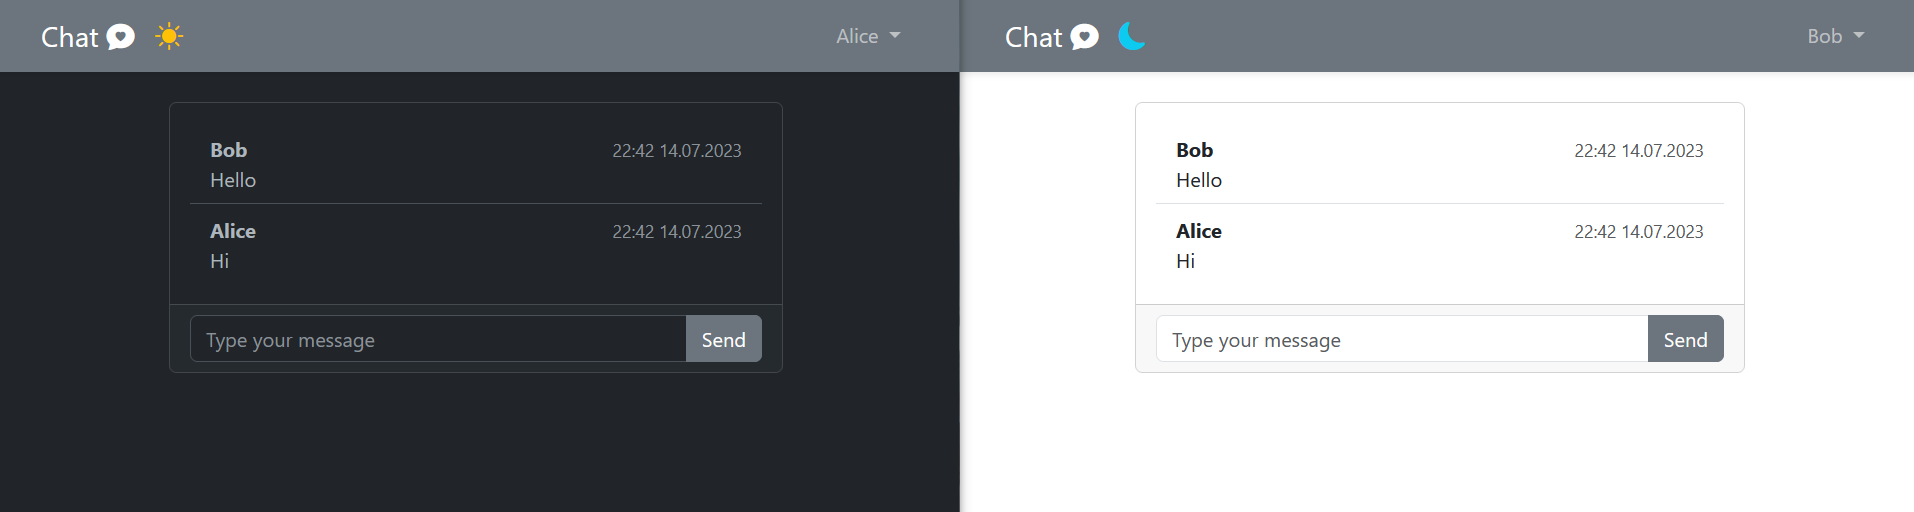 Chat Alice
Bob 22:42 14.07.2023
Hello
Alice 22:42 14.07.2023
Hi
Type your message Send
Chat Bob
Bob 22:42 14.07.2023
Hello
Alice 22:42 14.07.2023
Hi
Type your message Send